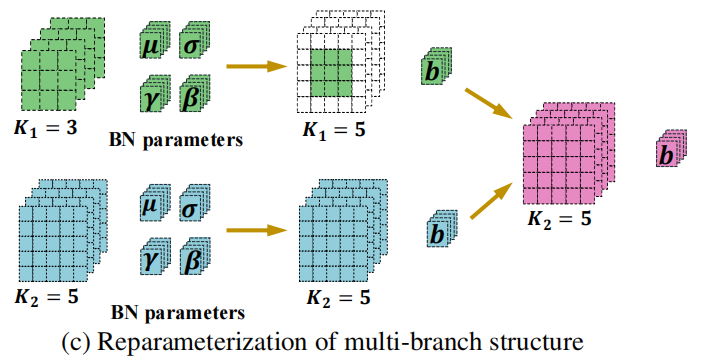 μ σ
γ β
b
K₁ = 3
BN parameters
K₁ = 5
b
K₂ = 5
μ σ
γ β
b
K₂ = 5
BN parameters
K₂ = 5
(c) Reparameterization of multi-branch structure